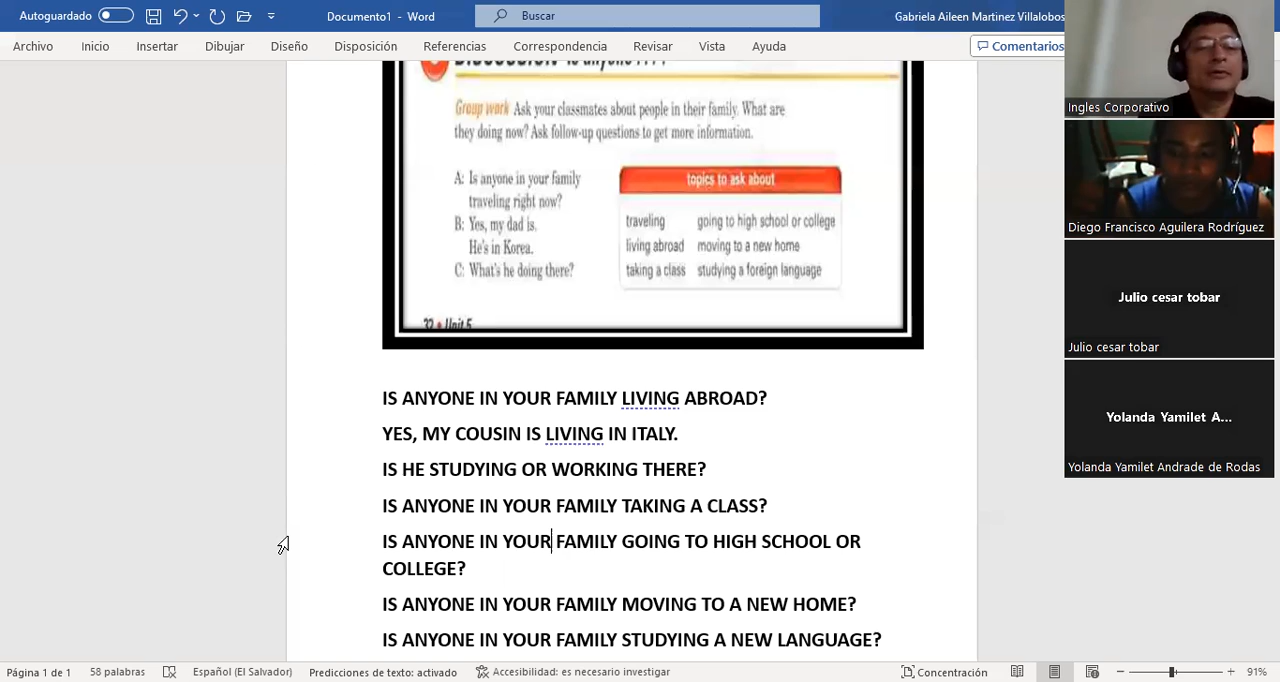 Autoguardado
Documento1 - Word
Buscar
Gabriela Aileen Martinez Villalobos
Archivo Inicio Insertar Dibujar Diseño Disposición Referencias Correspondencia Revisar Vista Ayuda
Comentarios
Group work Ask your classmates about people in their family. What are
they doing now? Ask follow-up questions to get more information.
A: Is anyone in your family
traveling right now?
B: Yes, my dad is.
He's in Korea.
C: What's he doing there?
topics to ask about
traveling going to high school or college
living abroad moving to a new home
taking a class studying a foreign language
32 • Unit 5
IS ANYONE IN YOUR FAMILY LIVING ABROAD?
YES, MY COUSIN IS LIVING IN ITALY.
IS HE STUDYING OR WORKING THERE?
IS ANYONE IN YOUR FAMILY TAKING A CLASS?
IS ANYONE IN YOUR FAMILY GOING TO HIGH SCHOOL OR
COLLEGE?
IS ANYONE IN YOUR FAMILY MOVING TO A NEW HOME?
IS ANYONE IN YOUR FAMILY STUDYING A NEW LANGUAGE?
Ingles Corporativo
Diego Francisco Aguilera Rodríguez
Julio cesar tobar
Julio cesar tobar
Yolanda Yamilet A...
Yolanda Yamilet Andrade de Rodas
Página 1 de 1 58 palabras Español (El Salvador) Predicciones de texto: activado Accesibilidad: es necesario investigar Concentración 91%